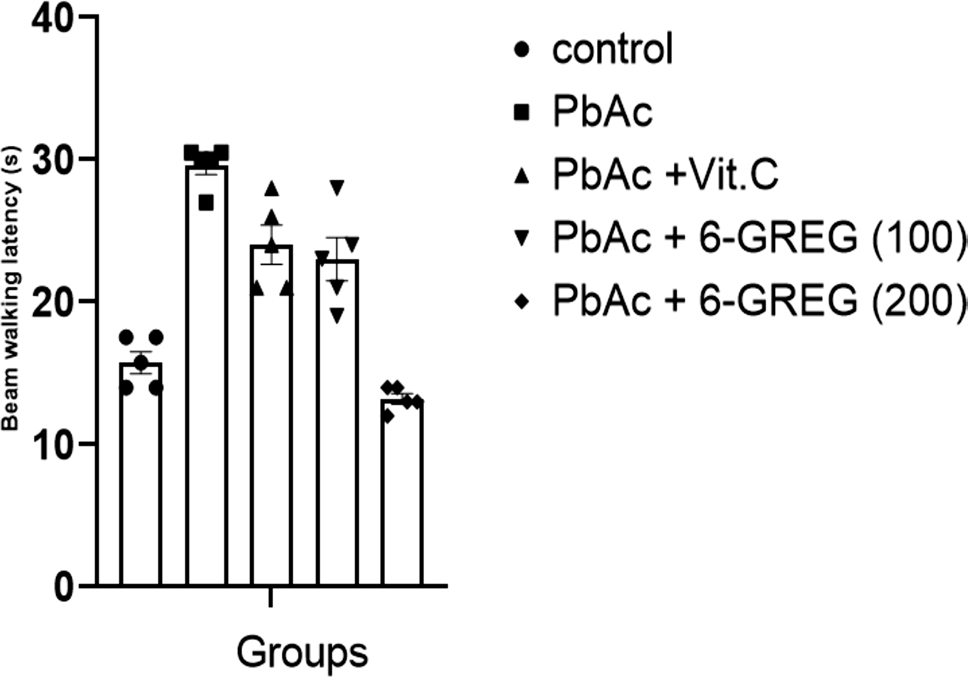 40
30
20
10
0
Beam walking latency (s)
Groups
control
PbAc
PbAc +Vit.C
PbAc + 6-GREG (100)
PbAc + 6-GREG (200)